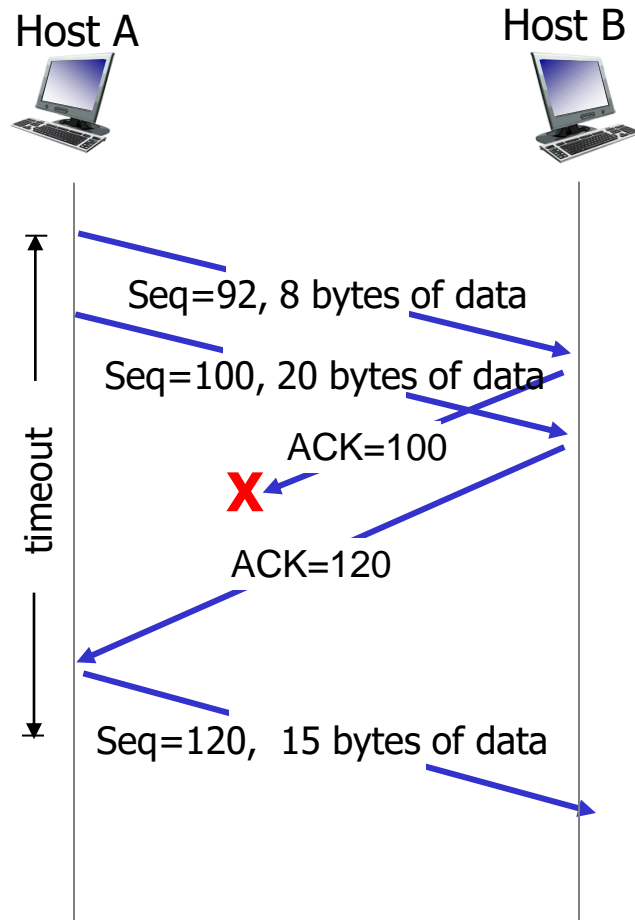 Host A
Host B
Seq=92, 8 bytes of data
Seq=100, 20 bytes of data
ACK=100
X
timeout
ACK=120
Seq=120, 15 bytes of data